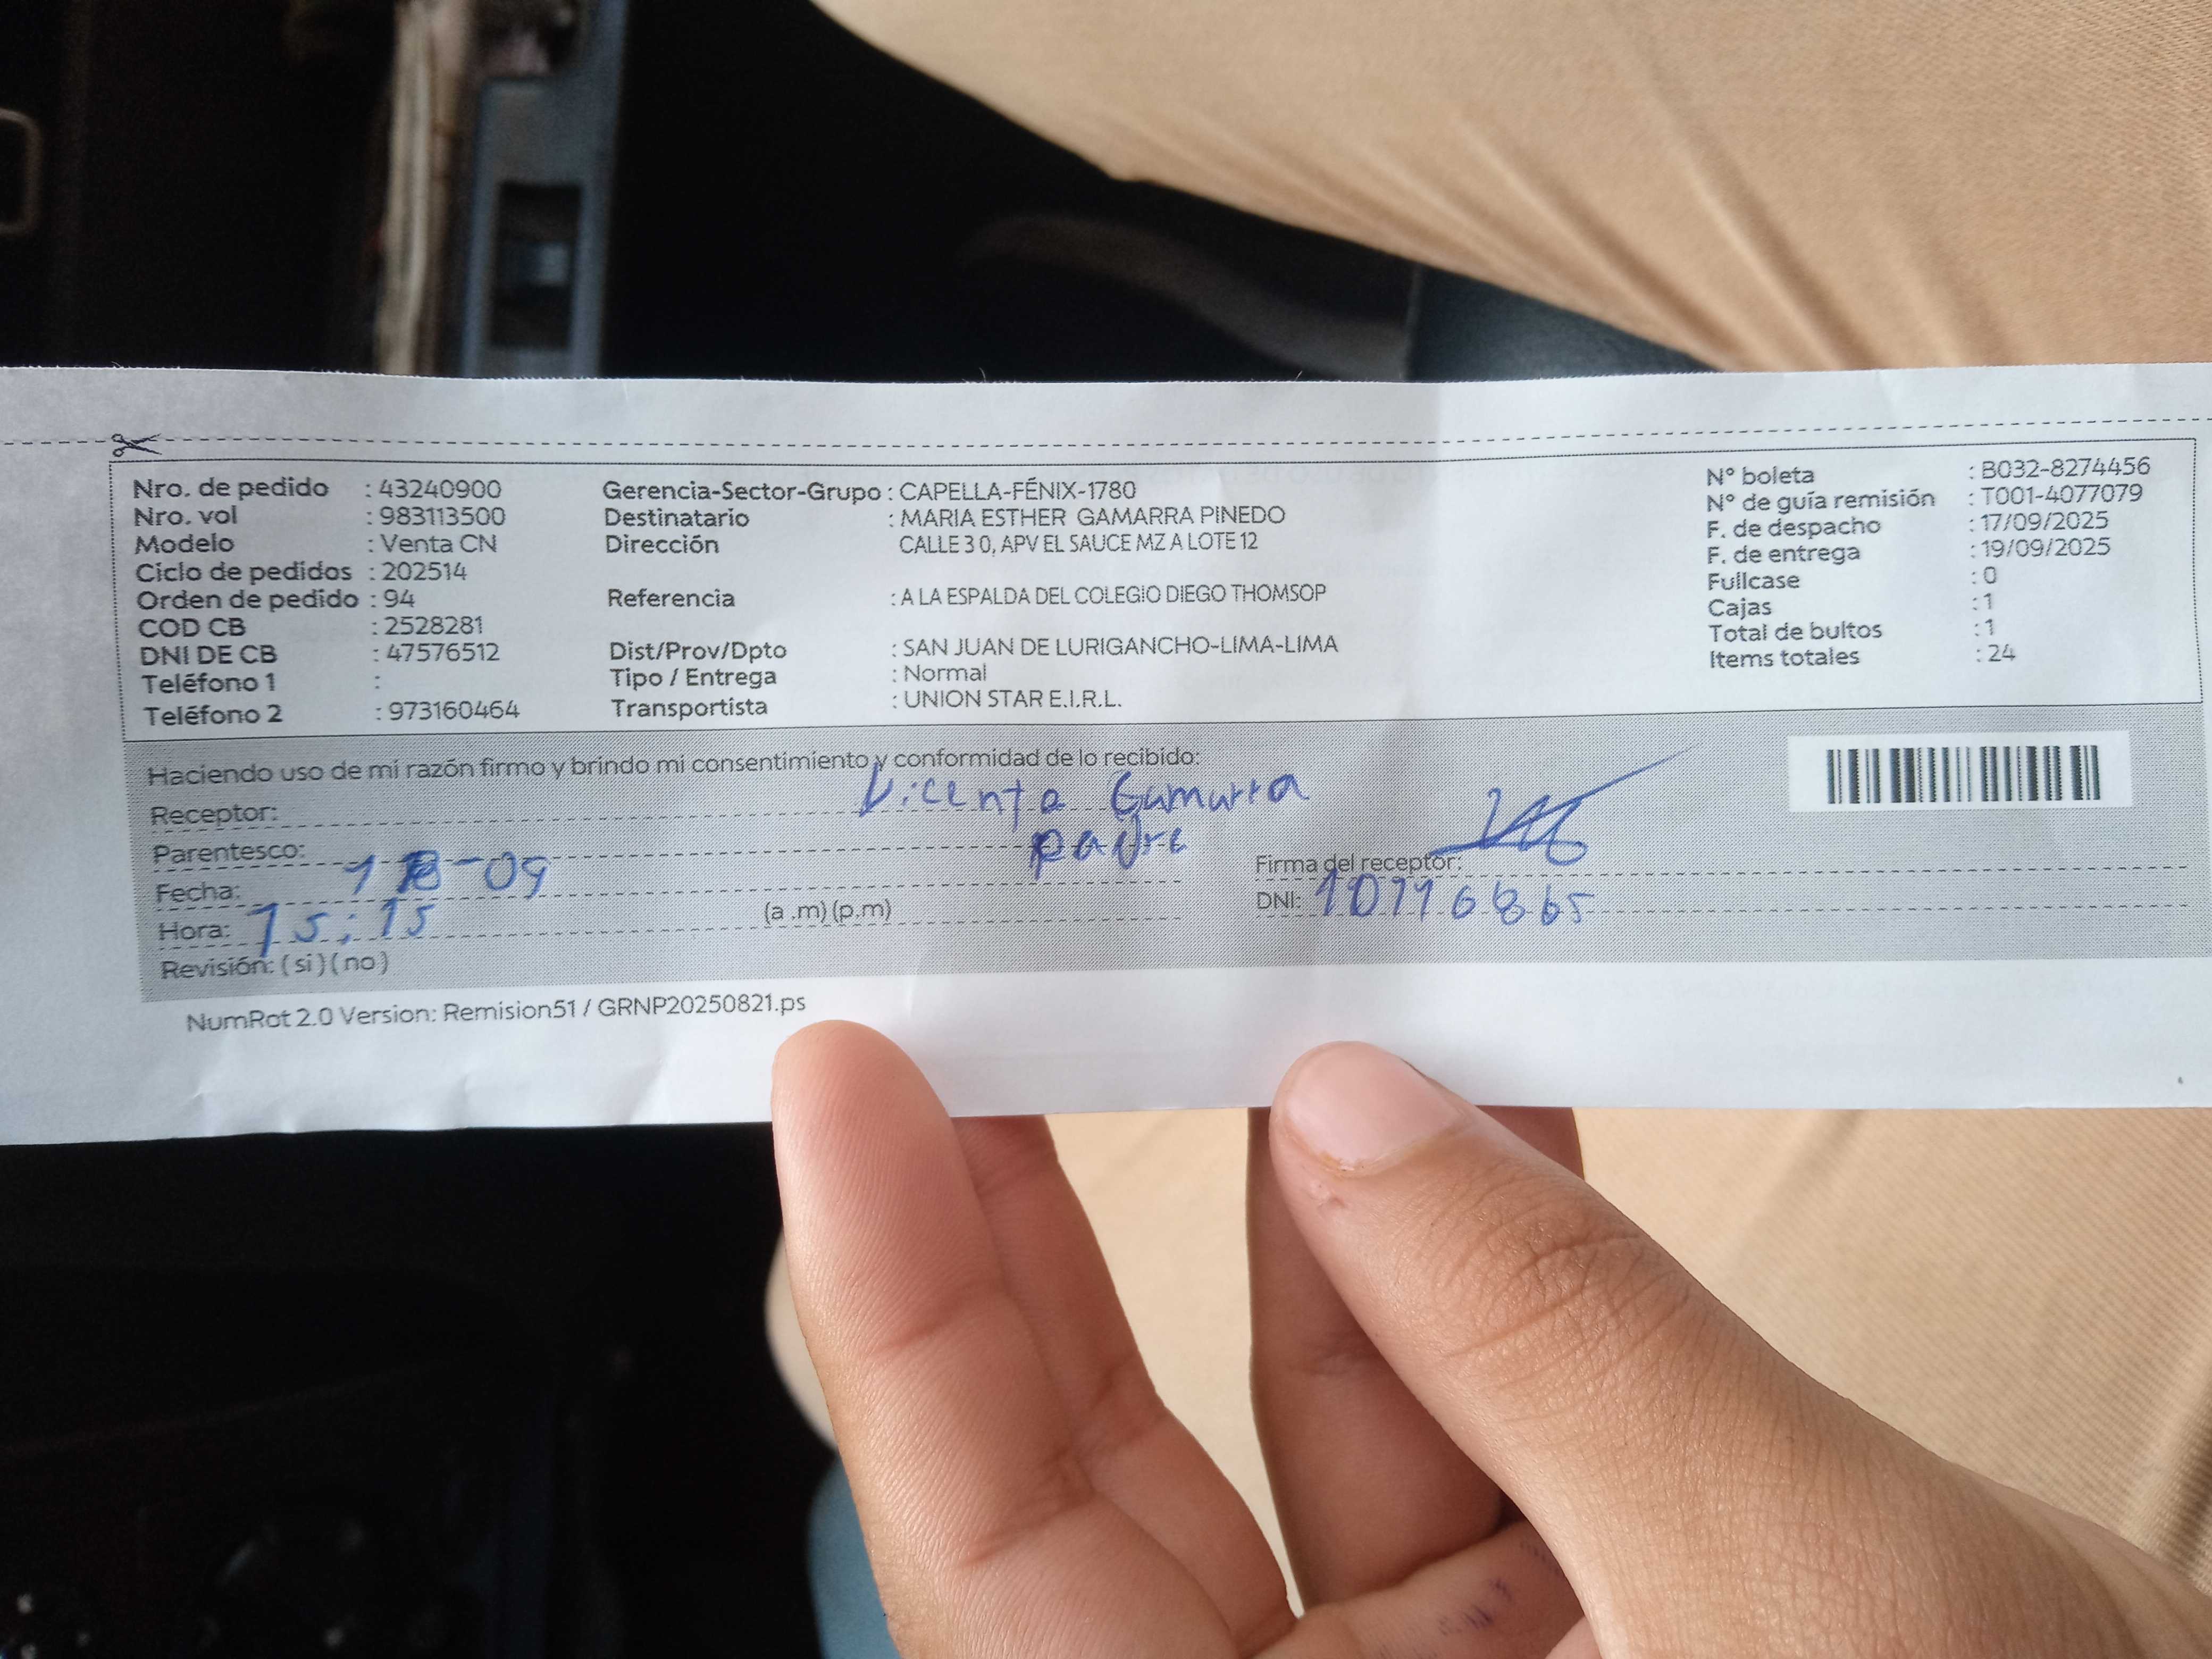 Nro. de pedido : 43240900
Nro. vol : 983113500
Modelo : Venta CN
Ciclo de pedidos : 202514
Orden de pedido : 94
COD CB : 2528281
DNI DE CB : 47576512
Teléfono 1 :
Teléfono 2 : 973160464
Gerencia-Sector-Grupo : CAPELLA-FÉNIX-1780
Destinatario : MARIA ESTHER GAMARRA PINEDO
Dirección CALLE 3 0, APV EL SAUCE MZ A LOTE 12
Referencia : A LA ESPALDA DEL COLEGIO DIEGO THOMSOP
Dist/Prov/Dpto : SAN JUAN DE LURIGANCHO-LIMA-LIMA
Tipo / Entrega : Normal
Transportista : UNION STAR E.I.R.L.
N° boleta : B032-8274456
N° de guía remisión : T001-4077079
F. de despacho : 17/09/2025
F. de entrega : 19/09/2025
Fullcase : 0
Cajas : 1
Total de bultos : 1
Items totales : 24
Haciendo uso de mi razón firmo y brindo mi consentimiento y conformidad de lo recibido:
Receptor: Vicenta Gamarra
Parentesco: padre
Fecha: 18-09
Hora: 15:15 (a .m) (p.m)
Revisión: ( si ) ( no )
Firma del receptor:
DNI:
NumRot 2.0 Version: Remision51 / GRNP20250821.ps